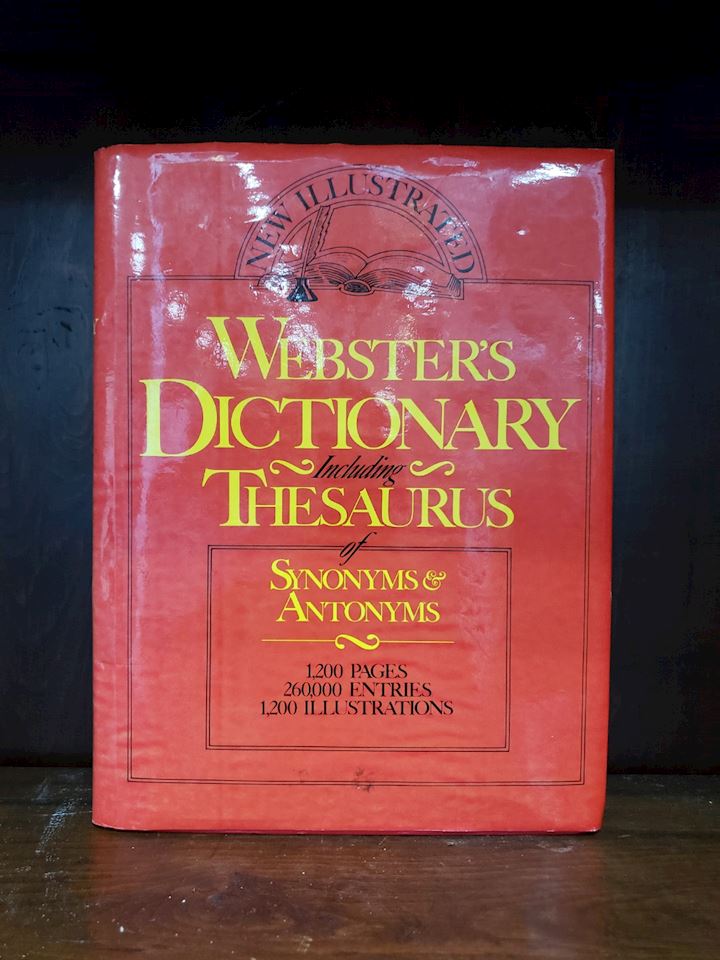 NEW ILLUSTRATED
WEBSTER'S
DICTIONARY
Including
THESAURUS
of
SYNONYMS &
ANTONYMS
1,200 PAGES
260,000 ENTRIES
1,200 ILLUSTRATIONS